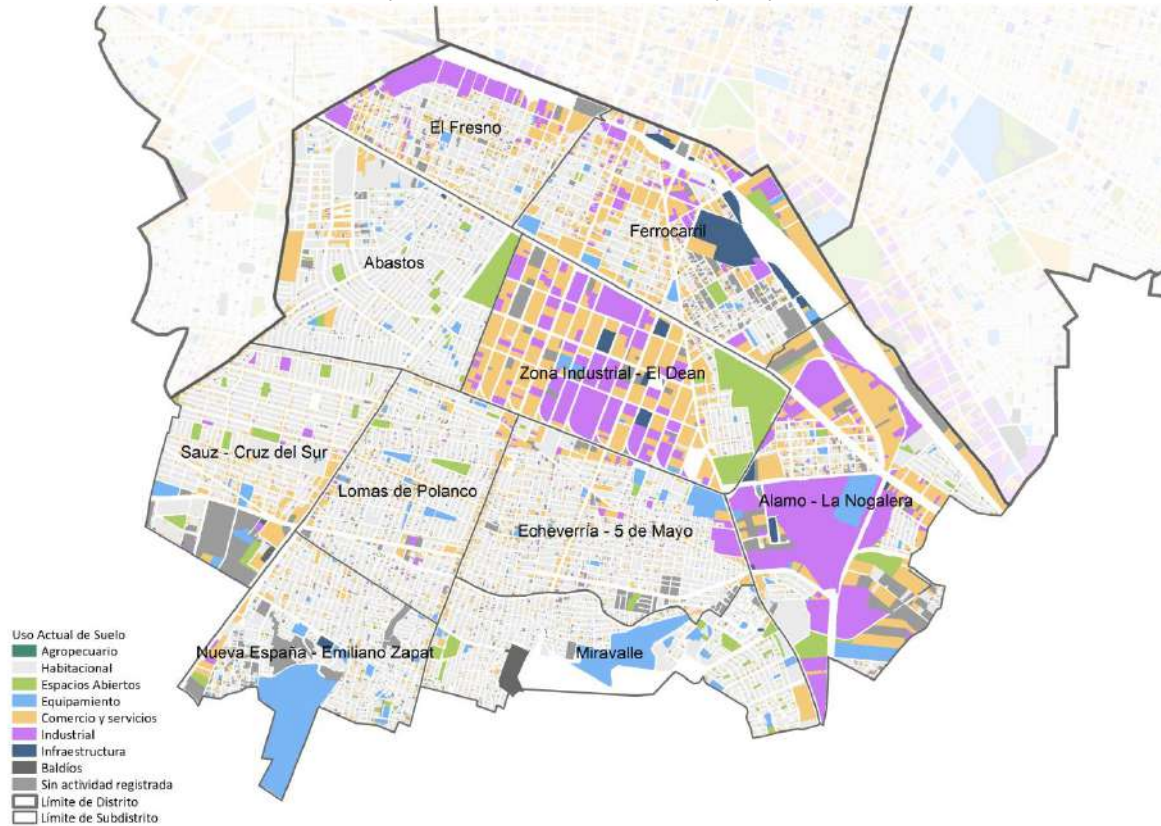 El Fresno
Ferrocarril
Abastos
Zona Industrial - El Dean
Sauz - Cruz del Sur
Lomas de Polanco
Alamo - La Nogalera
Echeverría - 5 de Mayo
Nueva España - Emiliano Zapat
Miravalle
Uso Actual de Suelo
Agropecuario
Habitacional
Espacios Abiertos
Equipamiento
Comercio y servicios
Industrial
Infraestructura
Baldíos
Sin actividad registrada
Límite de Distrito
Límite de Subdistrito